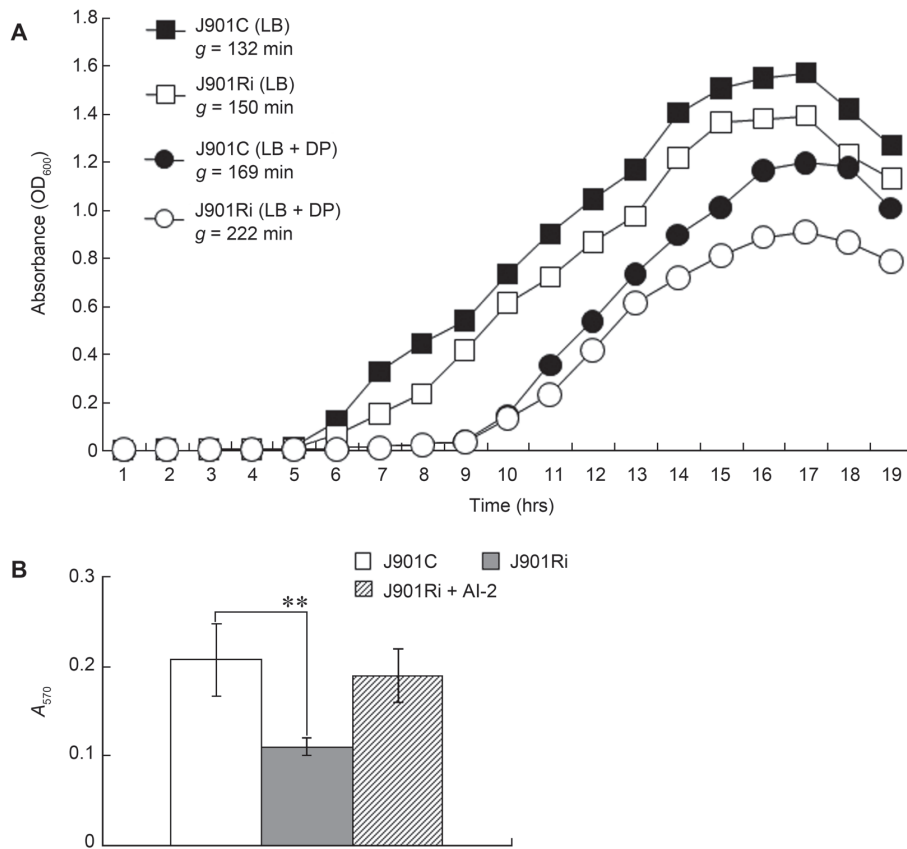 A
J901C (LB)
g = 132 min
J901Ri (LB)
g = 150 min
J901C (LB + DP)
g = 169 min
J901Ri (LB + DP)
g = 222 min
Absorbance (OD600)
1.8
1.6
1.4
1.2
1.0
0.8
0.6
0.4
0.2
0
1 2 3 4 5 6 7 8 9 10 11 12 13 14 15 16 17 18 19
Time (hrs)
B
J901C J901Ri
J901Ri + AI-2
**
A570
0.3
0.2
0.1
0